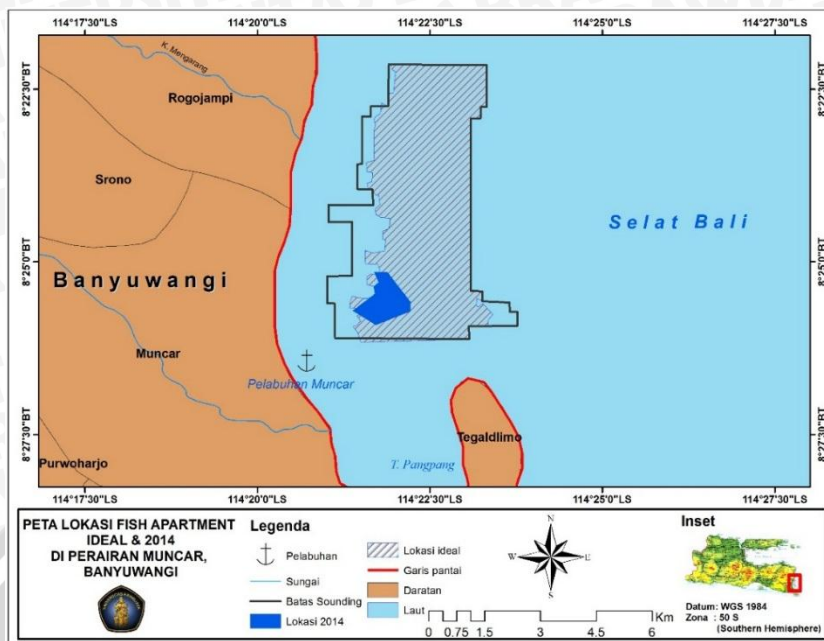 114°17'30"LS 114°20'0"LS 114°22'30"LS 114°25'0"LS 114°27'30"LS
8°22'30"BT
8°22'30"BT
K. Mengarang
Rogojampi
Srono
Selat Bali
8°25'0"BT
8°25'0"BT
Banyuwangi
Muncar
Pelabuhan Muncar
8°27'30"BT
8°27'30"BT
Tegaldlimo
Purwoharjo
T. Pangpang
114°17'30"LS 114°20'0"LS 114°22'30"LS 114°25'0"LS 114°27'30"LS
PETA LOKASI FISH APARTMENT
IDEAL & 2014
DI PERAIRAN MUNCAR,
BANYUWANGI
Legenda
Pelabuhan
Sungai
Batas Sounding
Lokasi 2014
Lokasi ideal
Garis pantai
Daratan
Laut
N
W E
S
0 0.75 1.5 3 4.5 6
Km
Inset
Datum: WGS 1984
Zona : 50 S
(Southern Hemisphere)